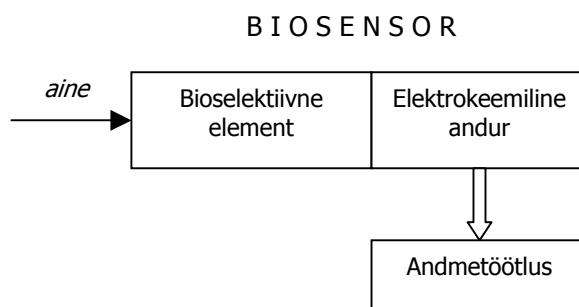 B I O S E N S O R
aine
Bioselektiivne
element
Elektrokeemiline
andur
Andmetöötlus